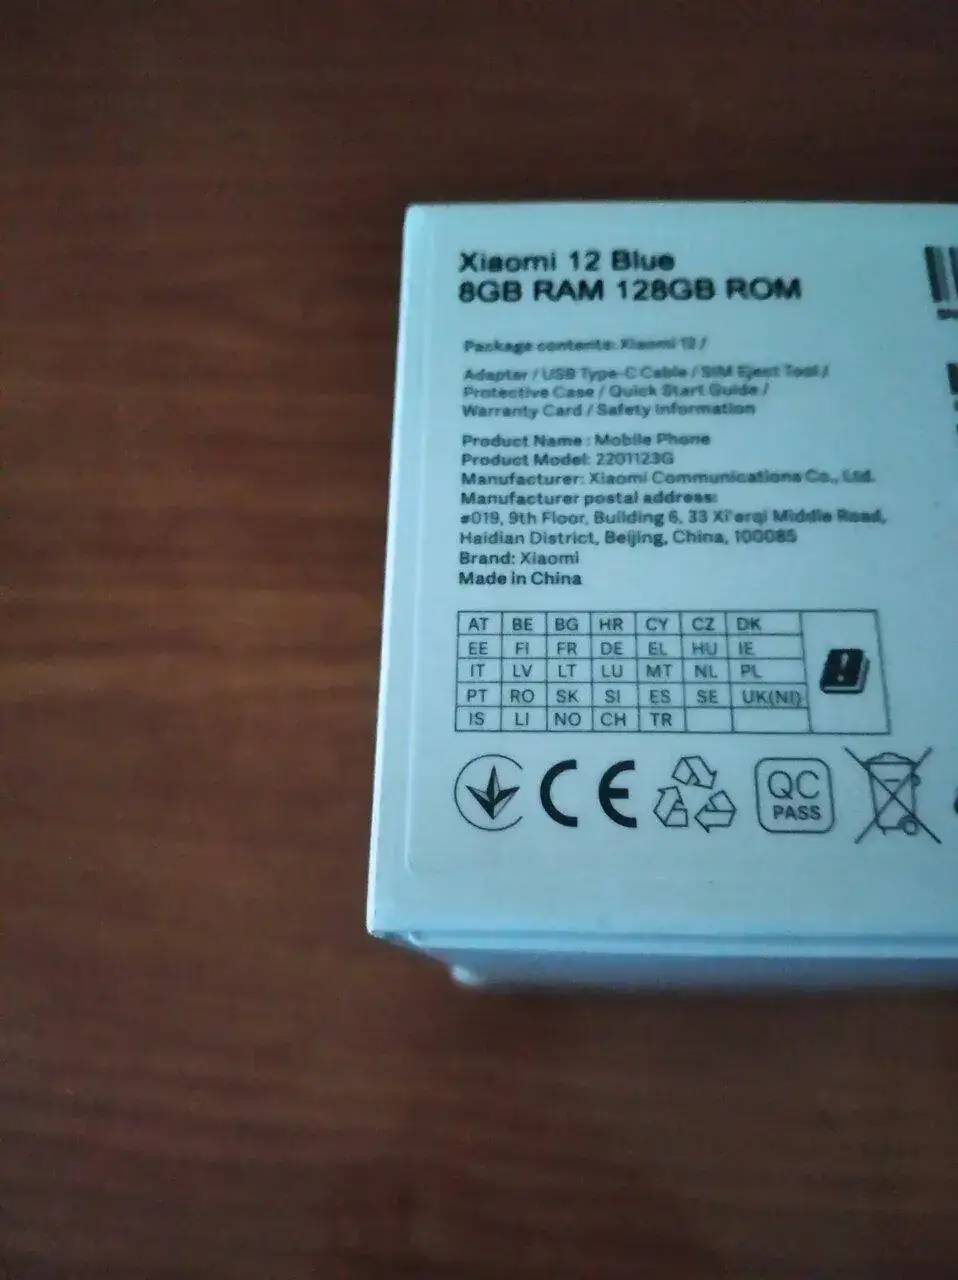 Xiaomi 12 Blue
8GB RAM 128GB ROM
Package contents: Xiaomi 12 /
Adapter / USB Type-C Cable / SIM Eject Tool /
Protective Case / Quick Start Guide /
Warranty Card / Safety Information
Product Name : Mobile Phone
Product Model: 2201123G
Manufacturer: Xiaomi Communications Co., Ltd.
Manufacturer postal address:
#019, 9th Floor, Building 6, 33 Xi'erqi Middle Road,
Haidian District, Beijing, China, 100085
Brand: Xiaomi
Made in China
AT BE BG HR CY CZ DK
EE FI FR DE EL HU IE
IT LV LT LU MT NL PL
PT RO SK SI ES SE UK(NI)
IS LI NO CH TR
CE
QC
PASS